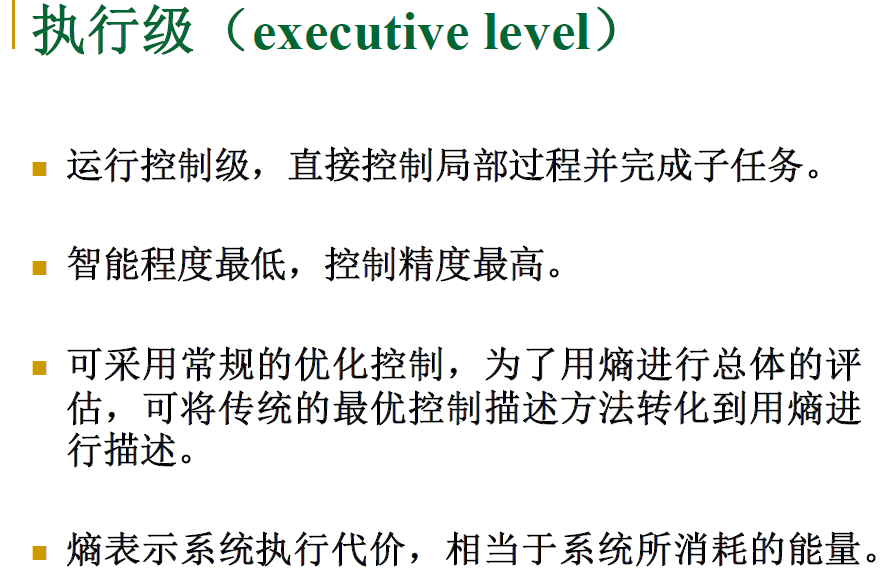 执行级（executive level）
运行控制级，直接控制局部过程并完成子任务。
智能程度最低，控制精度最高。
可采用常规的优化控制，为了用熵进行总体的评
估，可将传统的最优控制描述方法转化到用熵进
行描述。
熵表示系统执行代价，相当于系统所消耗的能量。